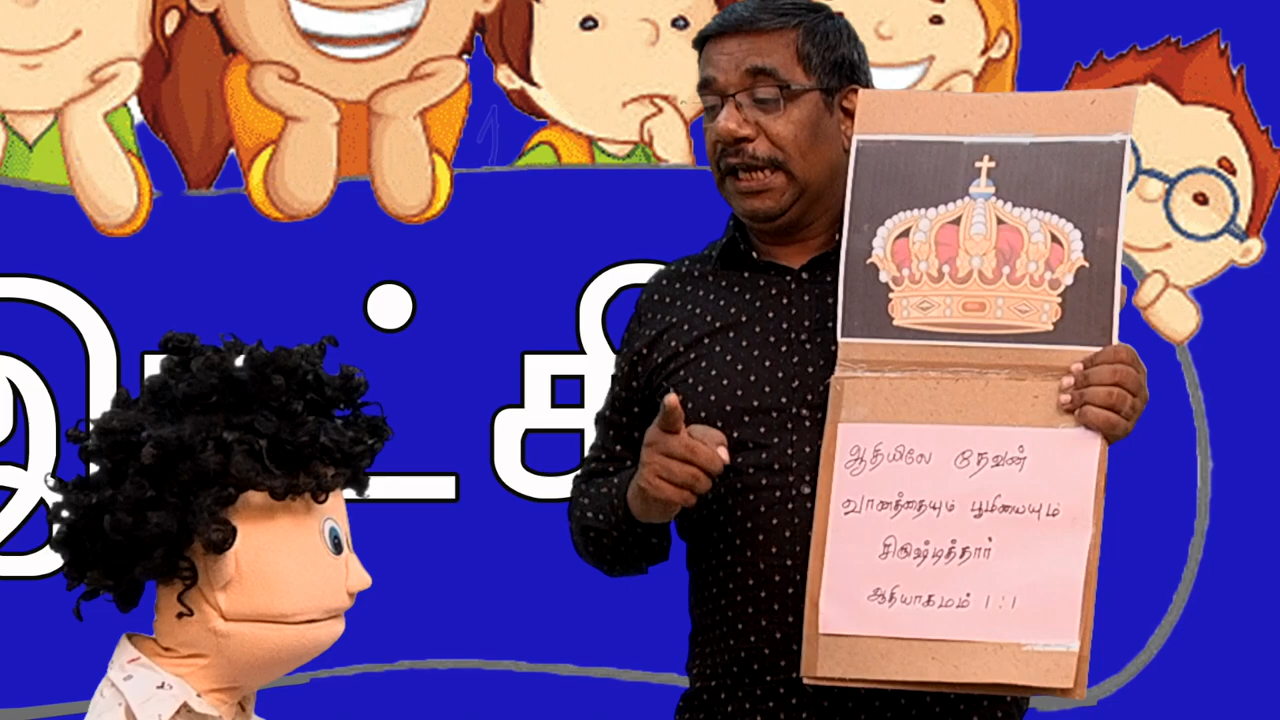 ஆதியிலே தேவன்
வானத்தையும் பூமியையும்
சிருஷ்டித்தார்
ஆதியாகமம் 1:1